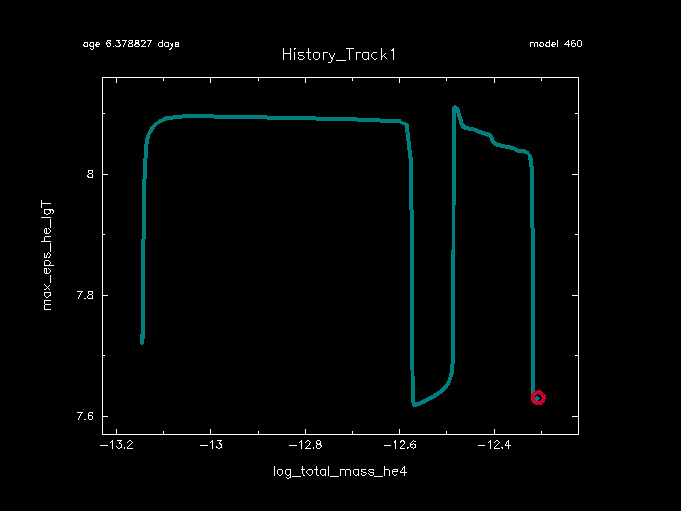 age 6.378827 days
model 460
History_Track1
8
7.8
7.6
max_eps_he_lgT
−13.2 −13 −12.8 −12.6 −12.4
log_total_mass_he4